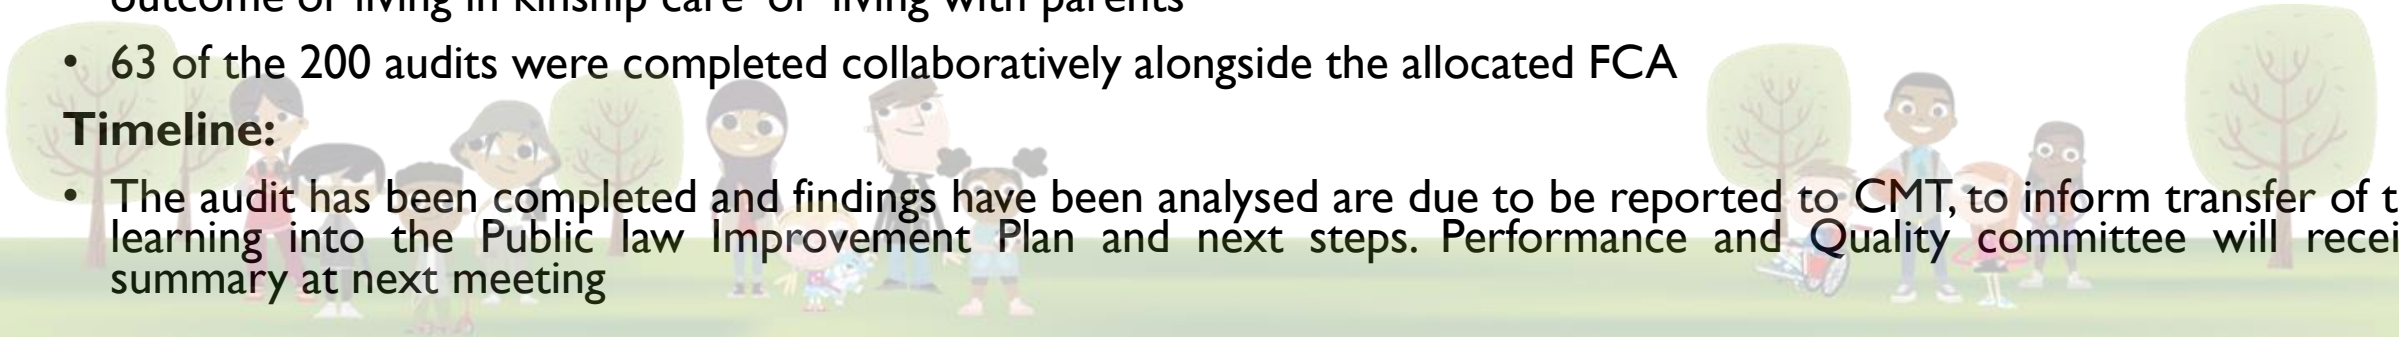 outcome of 'living in kinship care' or 'living with parents'
• 63 of the 200 audits were completed collaboratively alongside the allocated FCA
Timeline:
• The audit has been completed and findings have been analysed are due to be reported to CMT, to inform transfer of
learning into the Public law Improvement Plan and next steps. Performance and Quality committee will
summary at next meeting